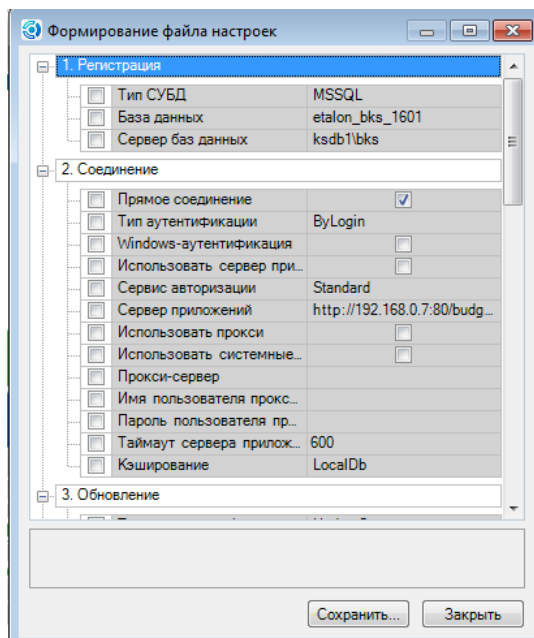 Формирование файла настроек
1. Регистрация
Тип СУБД MSSQL
База данных etalon_bks_1601
Сервер баз данных ksdb1\bks
2. Соединение
Прямое соединение
Тип аутентификации ByLogin
Windows-аутентификация
Использовать сервер при...
Сервис авторизации Standard
Сервер приложений http://192.168.0.7:80/budg...
Использовать прокси
Использовать системные...
Прокси-сервер
Имя пользователя прокс...
Пароль пользователя пр...
Таймаут сервера прилож... 600
Кэширование LocalDb
3. Обновление
Сохранить... Закрыть